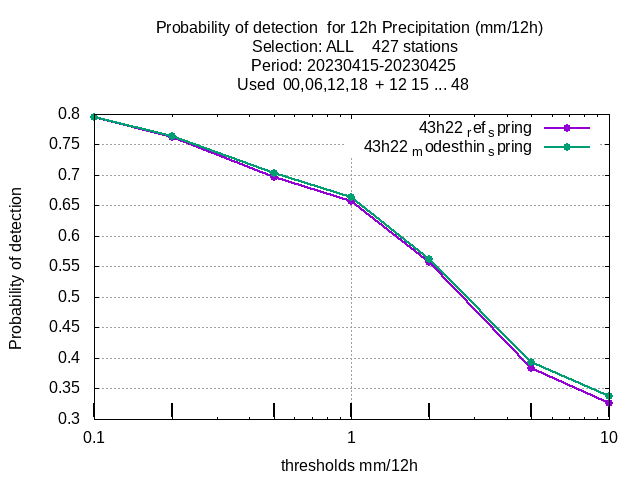 Probability of detection  for 12h Precipitation (mm/12h)
Selection: ALL    427 stations
Period: 20230415-20230425
Used  00,06,12,18  + 12 15 ... 48
43h22 ref spring
43h22 modesthin spring
Probability of detection
0.8
0.75
0.7
0.65
0.6
0.55
0.5
0.45
0.4
0.35
0.3
0.1
1
10
thresholds mm/12h